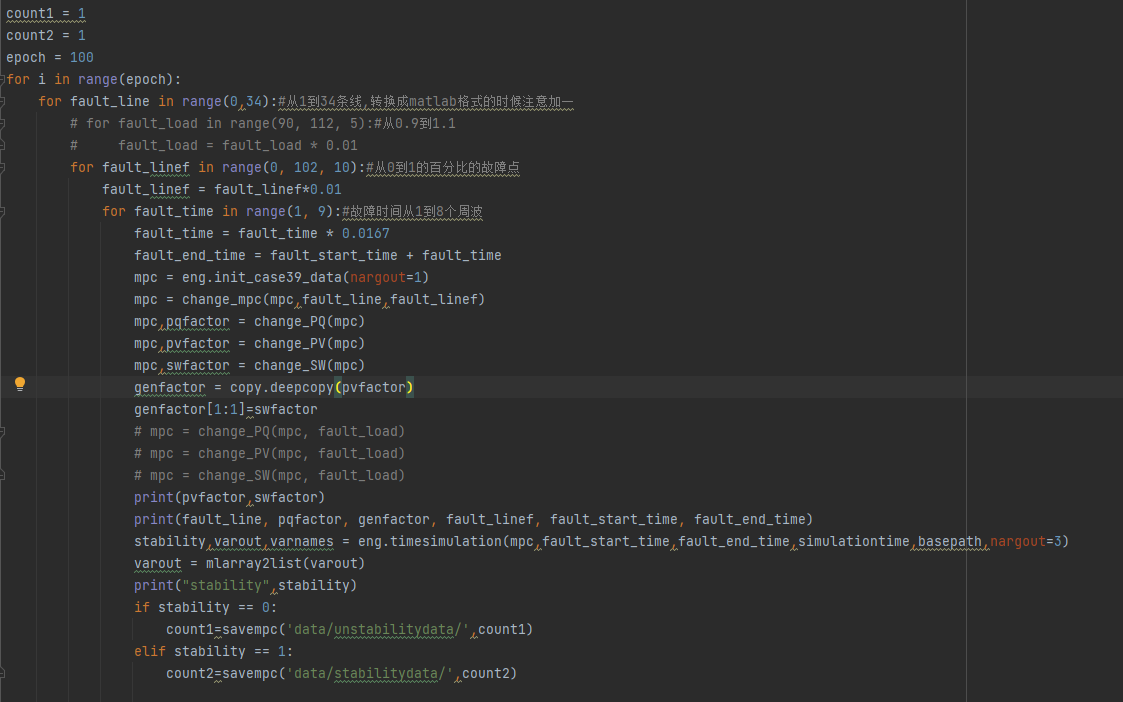 count1 = 1
count2 = 1
epoch = 100
for i in range(epoch):
    for fault_line in range(0,34):#从1到34条线,转换成matlab格式的时候注意加一
        # for fault_load in range(90, 112, 5):#从0.9到1.1
        #     fault_load = fault_load * 0.01
        for fault_linef in range(0, 102, 10):#从0到1的百分比的故障点
            fault_linef = fault_linef*0.01
            for fault_time in range(1, 9):#故障时间从1到8个周波
                fault_time = fault_time * 0.0167
                fault_end_time = fault_start_time + fault_time
                mpc = eng.init_case39_data(nargout=1)
                mpc = change_mpc(mpc,fault_line,fault_linef)
                mpc,pqfactor = change_PQ(mpc)
                mpc,pvfactor = change_PV(mpc)
                mpc,swfactor = change_SW(mpc)
                genfactor = copy.deepcopy(pvfactor)
                genfactor[1:1]=swfactor
                # mpc = change_PQ(mpc, fault_load)
                # mpc = change_PV(mpc, fault_load)
                # mpc = change_SW(mpc, fault_load)
                print(pvfactor,swfactor)
                print(fault_line, pqfactor, genfactor, fault_linef, fault_start_time, fault_end_time)
                stability,varout,varnames = eng.timesimulation(mpc,fault_start_time,fault_end_time,simulationtime,basepath,nargout=3)
                varout = mlarray2list(varout)
                print("stability",stability)
                if stability == 0:
                    count1=savempc('data/unstabilitydata/',count1)
                elif stability == 1:
                    count2=savempc('data/stabilitydata/',count2)